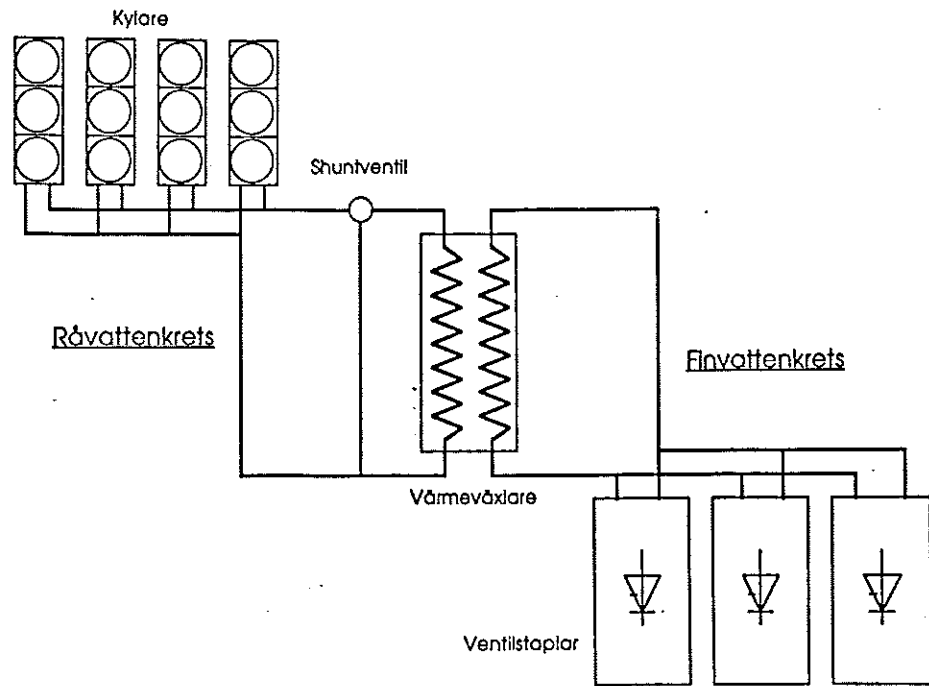 Kylare
Shuntventil
Råvattenkrets
Finvattenkrets
Värmeväxlare
Ventilstaplar